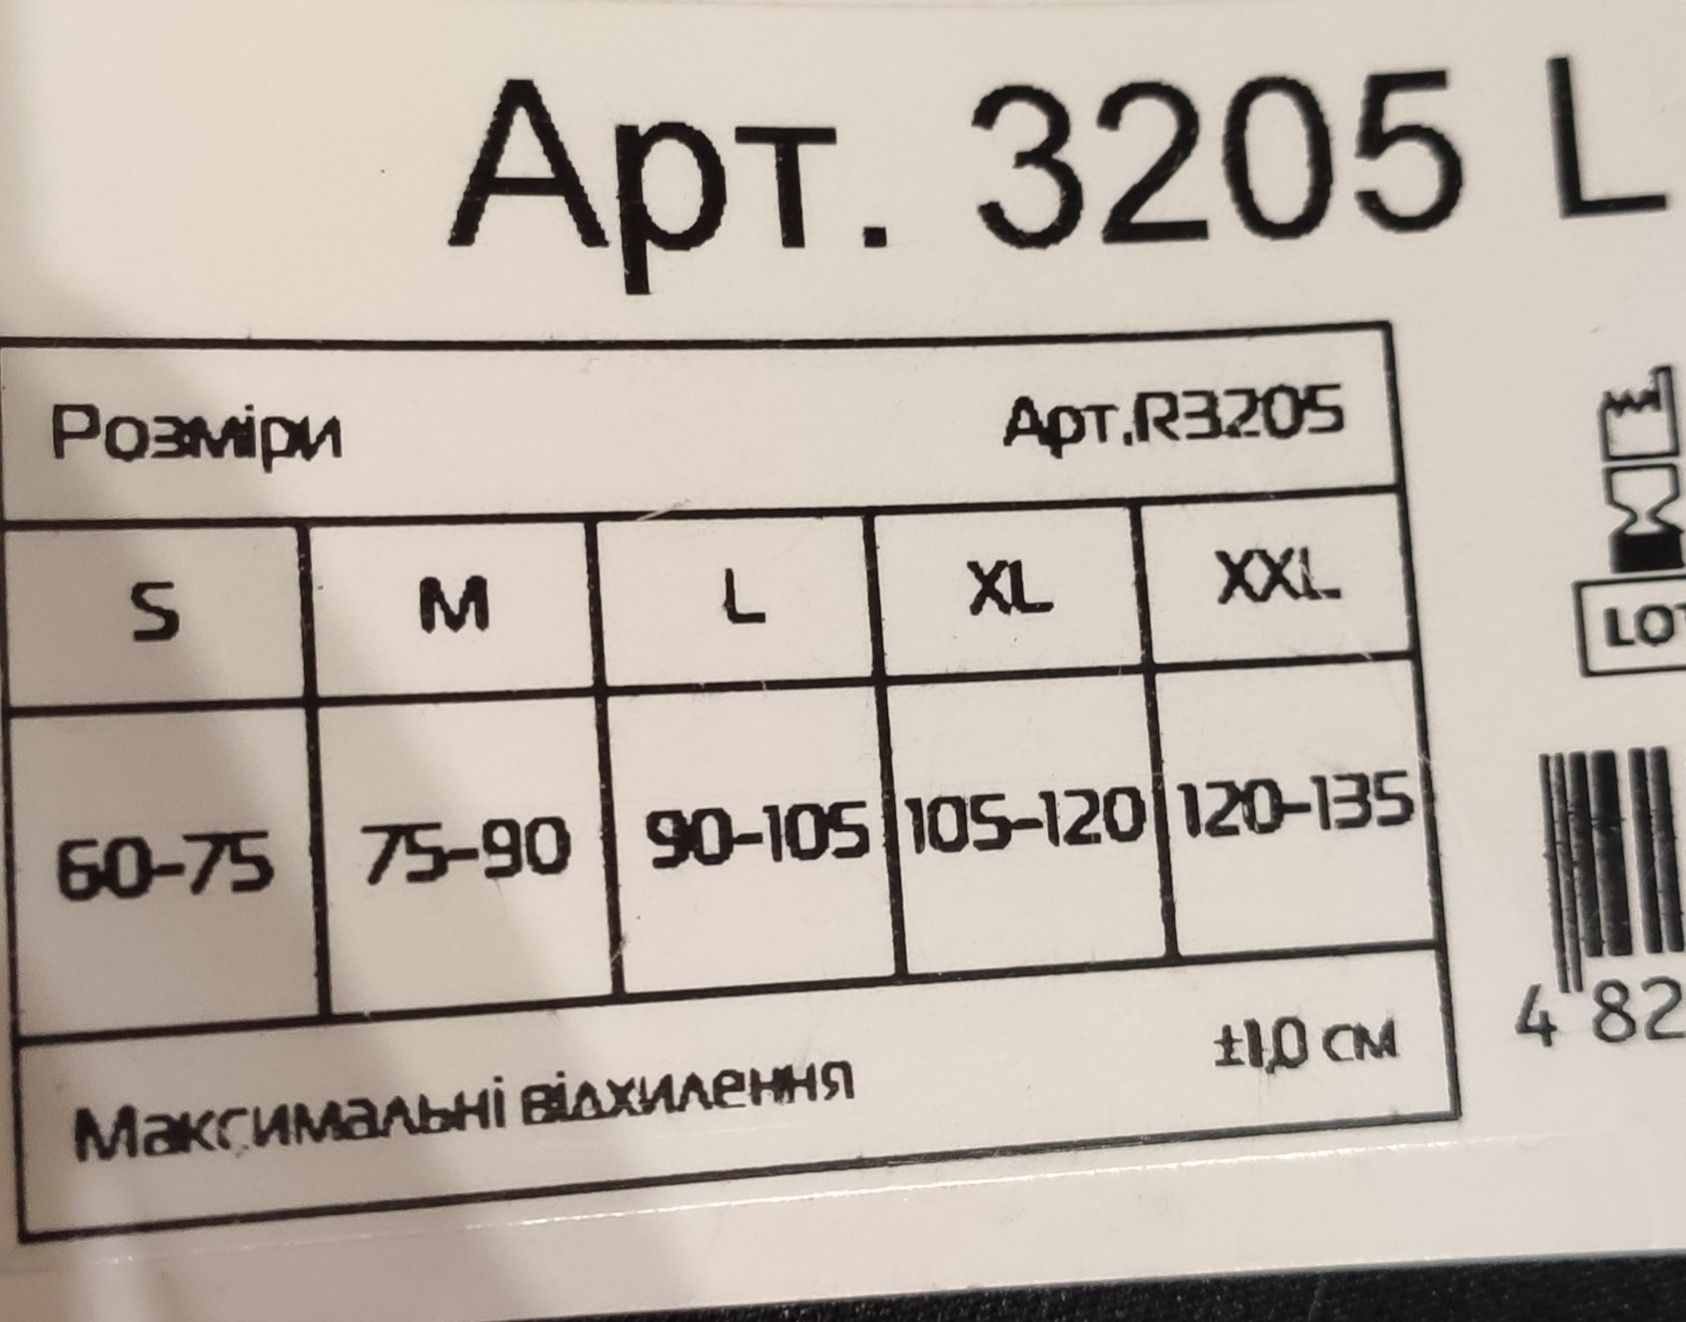 Арт. 3205 L
Розміри Арт.R3205
S M L XL XXL
60-75 75-90 90-105 105-120 120-135
Максимальні відхилення ±1,0 см
4 82